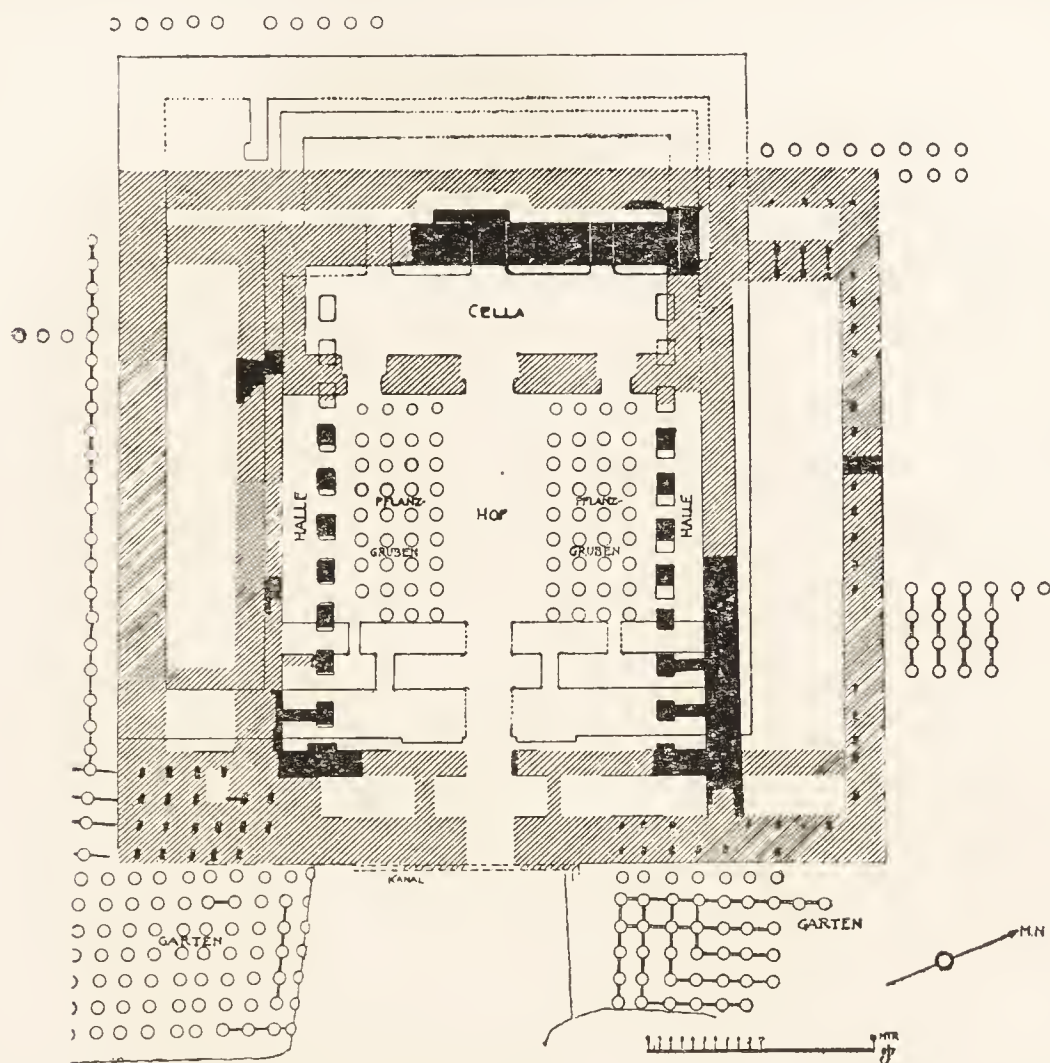 CELLA
HALLE
PFLANZ-
GRUBEN
HOF
PFLANZ-
GRUBEN
HALLE
KANAL
GARTEN
GARTEN
M.N
MTR